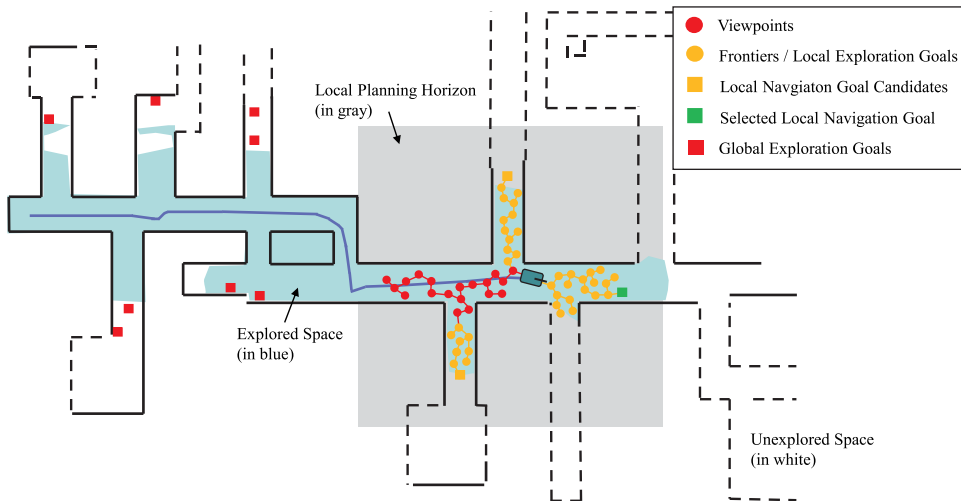 Viewpoints
Frontiers / Local Exploration Goals
Local Navgiaton Goal Candidates
Selected Local Navigation Goal
Global Exploration Goals
Local Planning Horizon
(in gray)
Explored Space
(in blue)
Unexplored Space
(in white)